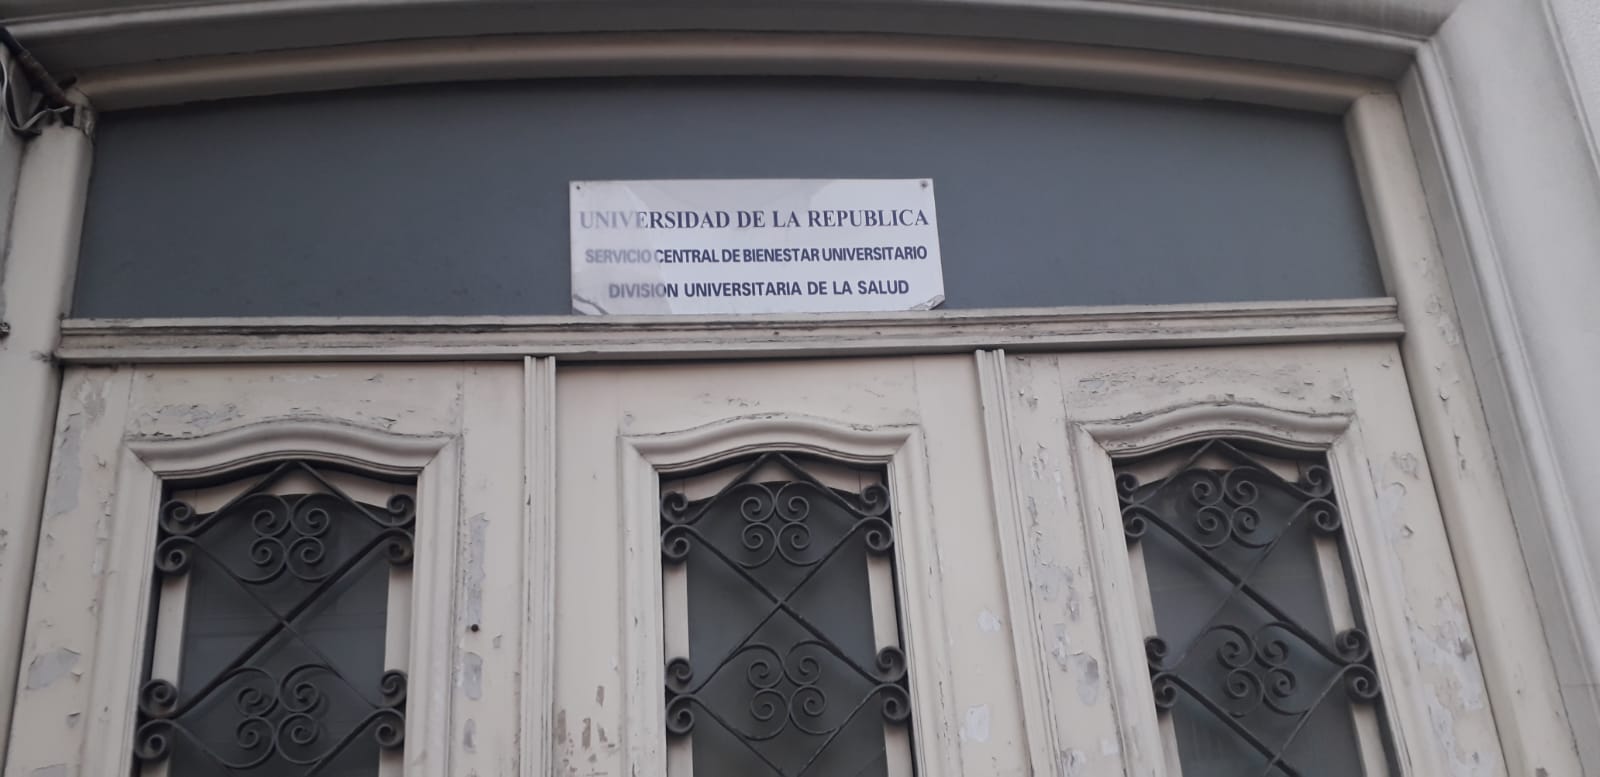 UNIVERSIDAD DE LA REPUBLICA
SERVICIO CENTRAL DE BIENESTAR UNIVERSITARIO
DIVISION UNIVERSITARIA DE LA SALUD